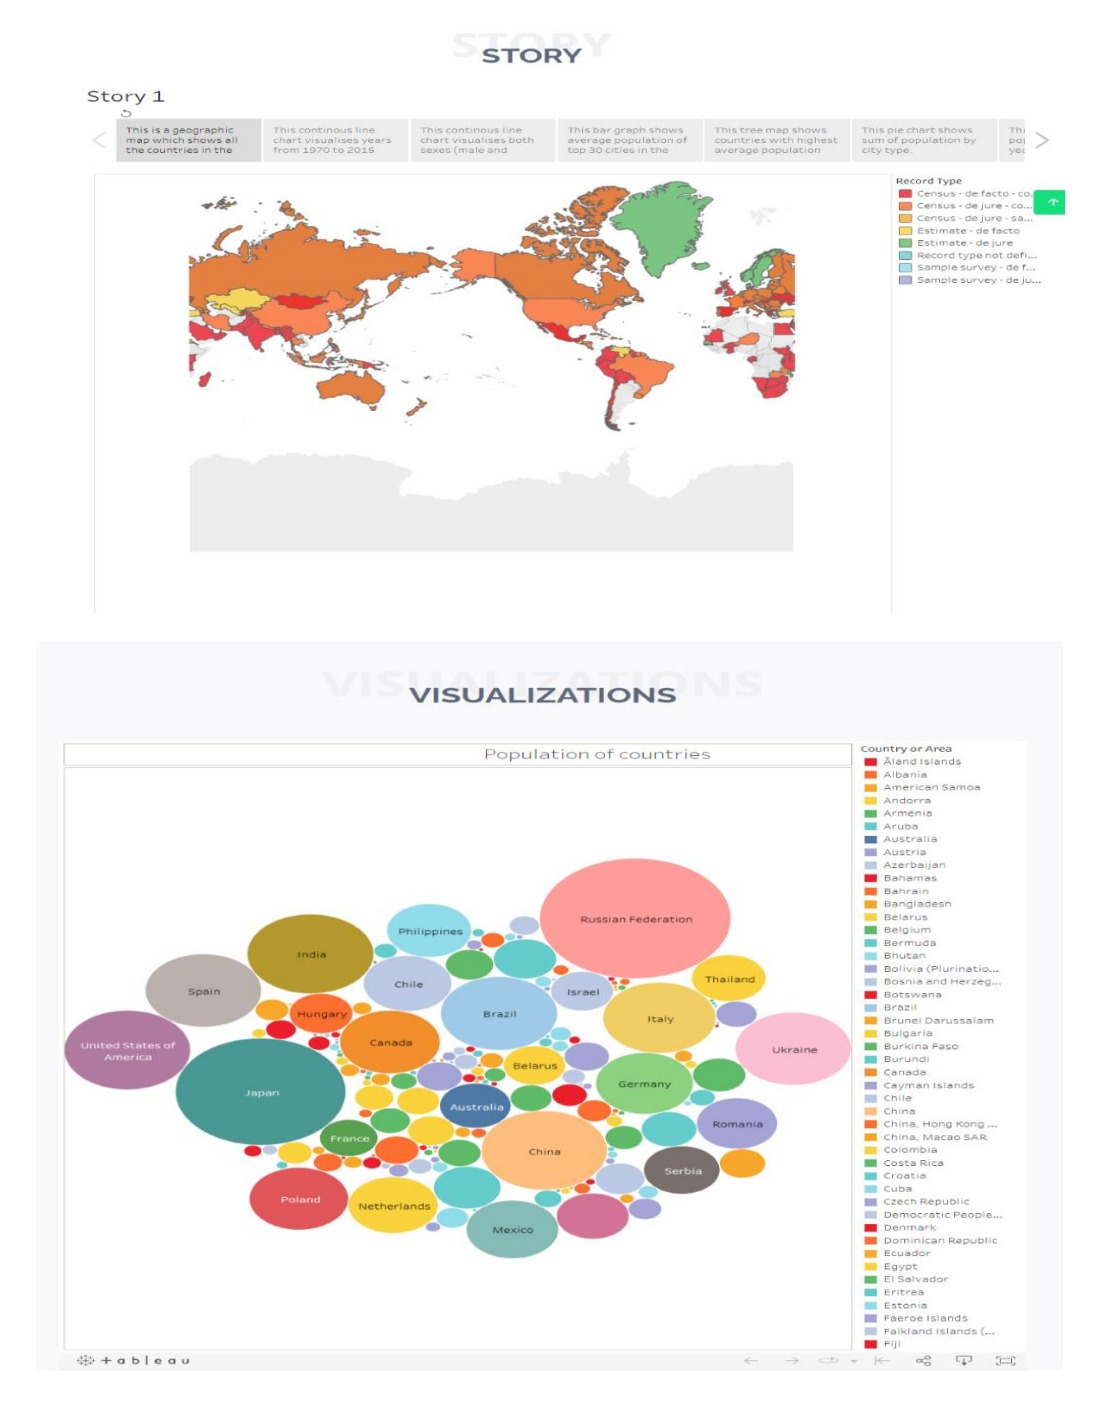 STORY
STORY
Story 1
This is a geographic
map which shows all
the countries in the
This continous line
chart visualises years
from 1970 to 2015
This continous line
chart visualises both
sexes (male and
This bar graph shows
average population of
top 30 cities in the
This tree map shows
countries with highest
average population
This pie chart shows
sum of population by
city type.
Record Type
Census - de facto - co...
Census - de jure - co...
Census - de jure - sa...
Estimate - de facto
Estimate - de jure
Record type not defi...
Sample survey - de f...
Sample survey - de ju...
VISUALIZATIONS
VISUALIZATIONS
Population of countries
Russian Federation
Philippines
India
Thailand
Chile
Israel
Spain
Hungary
Brazil
Italy
Canada
United States of
America
Ukraine
Belarus
Germany
Japan
Australia
Romania
France
China
Serbia
Poland
Netherlands
Mexico
Country or Area
Åland Islands
Albania
American Samoa
Andorra
Armenia
Aruba
Australia
Austria
Azerbaijan
Bahamas
Bahrain
Bangladesh
Belarus
Belgium
Bermuda
Bhutan
Bolivia (Plurinatio...
Bosnia and Herzeg...
Botswana
Brazil
Brunei Darussalam
Bulgaria
Burkina Faso
Burundi
Canada
Cayman Islands
Chile
China
China, Hong Kong ...
China, Macao SAR
Colombia
Costa Rica
Croatia
Cuba
Czech Republic
Democratic People...
Denmark
Dominican Republic
Ecuador
Egypt
El Salvador
Eritrea
Estonia
Faeroe Islands
Falkland Islands (...
Fiji
+ a b l e a u